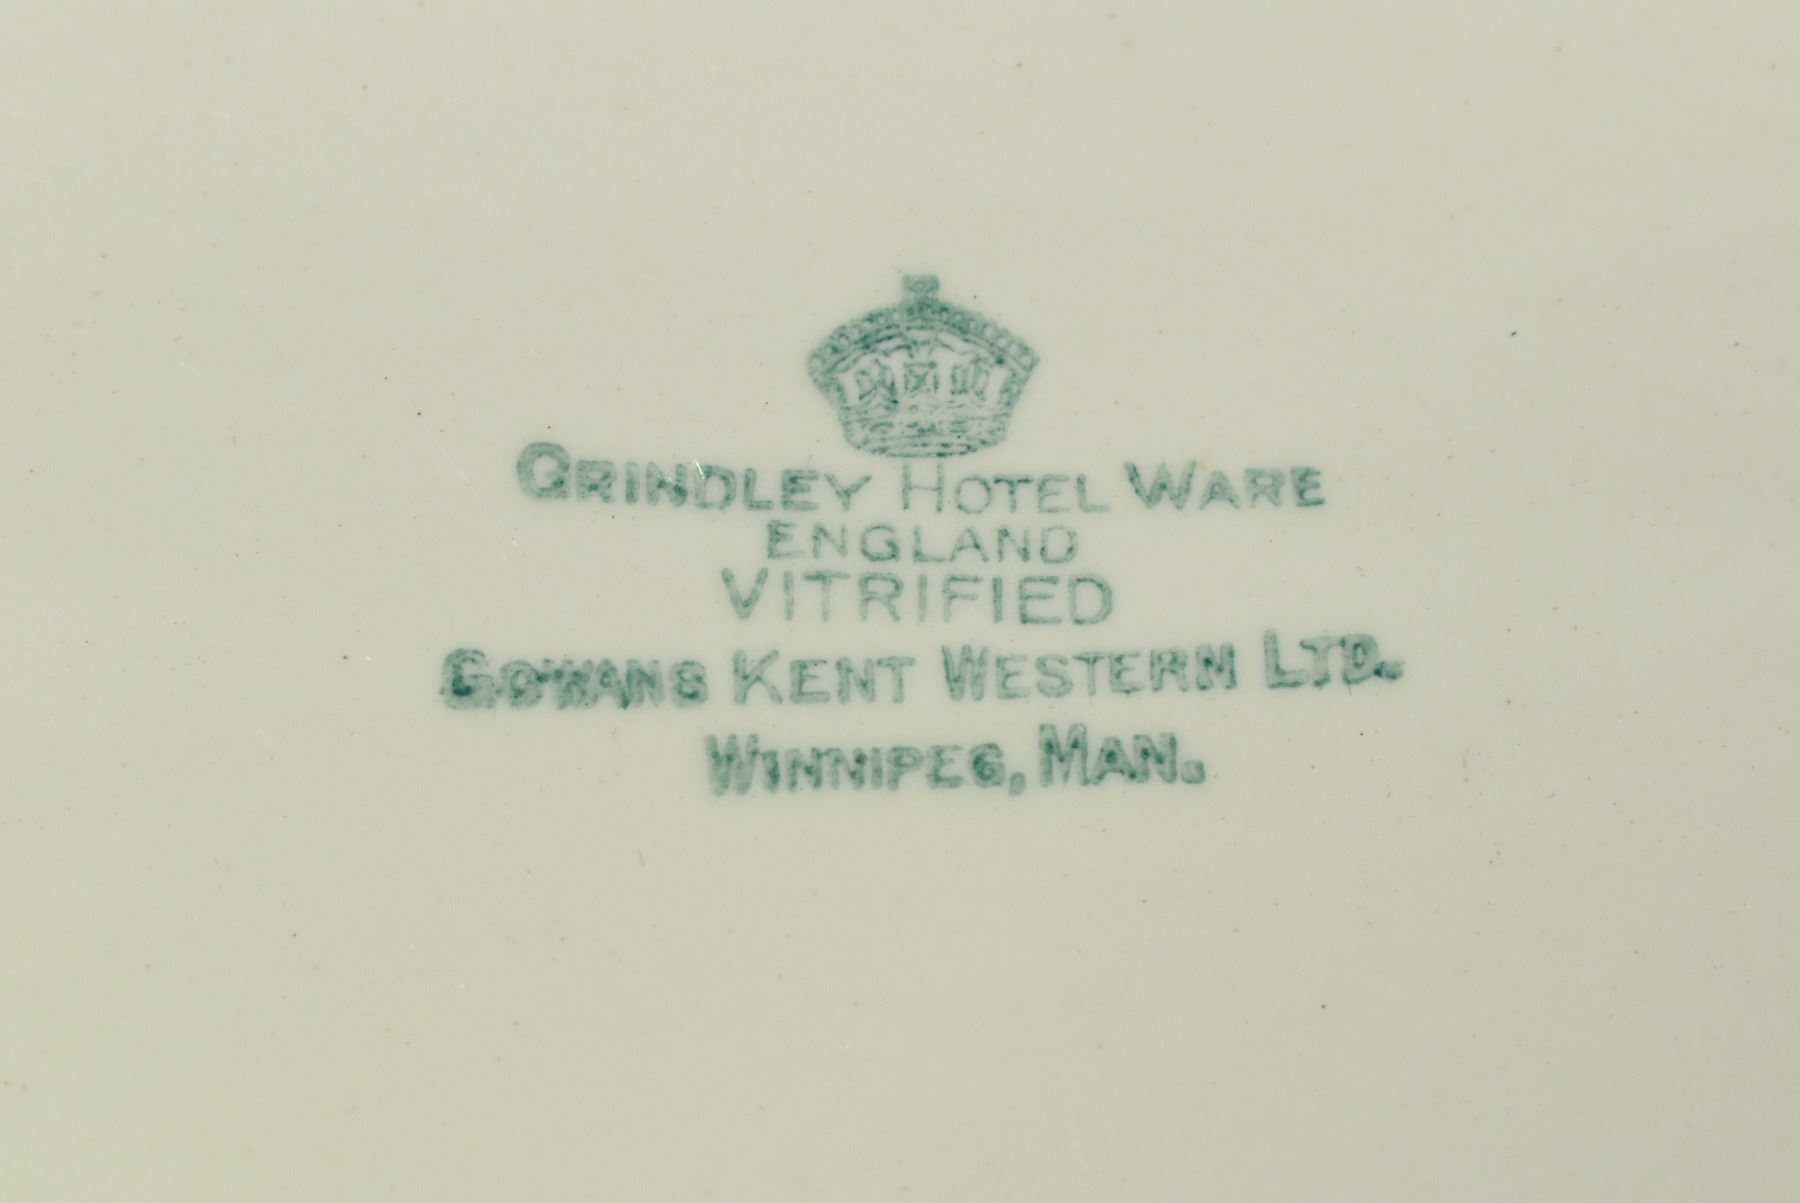 GRINDLEY HOTEL WARE
ENGLAND
VITRIFIED
GOWANS KENT WESTERN LTD.
WINNIPEG, MAN.